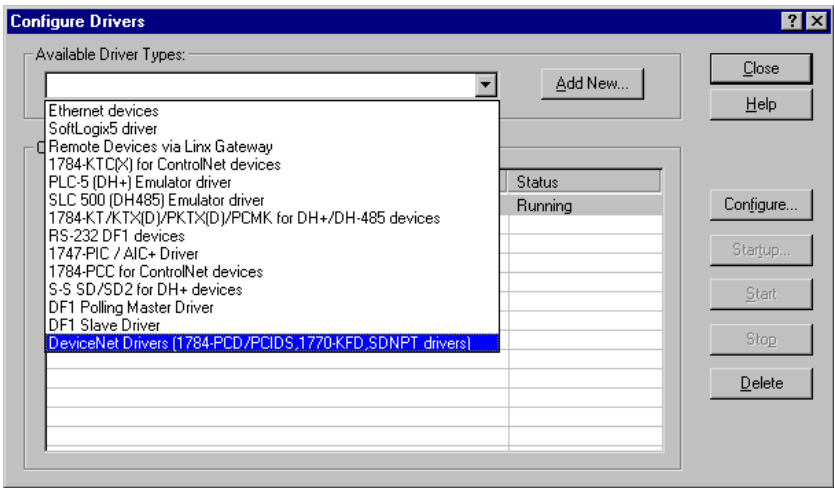 Configure Drivers
Available Driver Types:
Close
Add New...
Help
Ethernet devices
SoftLogix5 driver
Remote Devices via Linx Gateway
1784-KTC(X) for ControlNet devices
PLC-5 (DH+) Emulator driver
Status
SLC 500 (DH485) Emulator driver
Running
Configure...
1784-KT/KTX(D)/PKTX(D)/PCMK for DH+/DH-485 devices
RS-232 DF1 devices
1747-PIC / AIC+ Driver
Startup...
1784-PCC for ControlNet devices
S-S SD/SD2 for DH+ devices
Start
DF1 Polling Master Driver
DF1 Slave Driver
DeviceNet Drivers (1784-PCD/PCIDS,1770-KFD,SDNPT drivers)
Stop
Delete